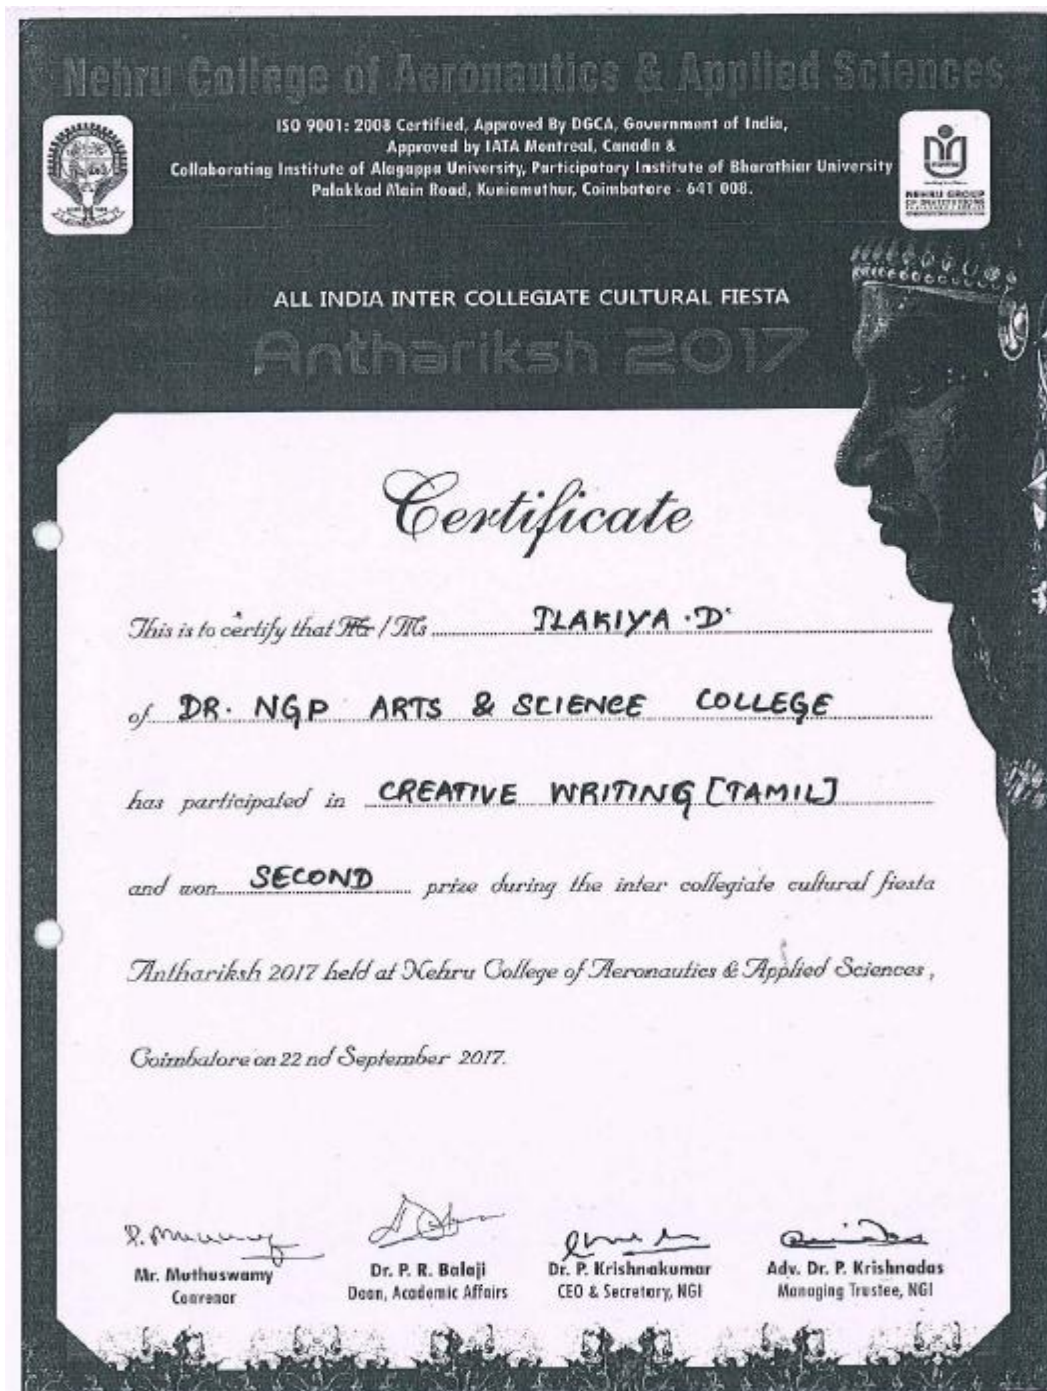 Nehru College of Aeronautics & Applied Sciences
ISO 9001: 2008 Certified, Approved By DGCA, Government of India,
Approved by IATA Montreal, Canada &
Collaborating Institute of Alagappa University, Participatory Institute of Bharathiar University
Palakkad Main Road, Kuniamuthur, Coimbatore - 641 008.
NEHRU GROUP
OF INSTITUTIONS
ALL INDIA INTER COLLEGIATE CULTURAL FIESTA
Anthariksh 2017
Certificate
This is to certify that Mr / Ms ILAKIYA .D
of DR. NGP ARTS & SCIENCE COLLEGE
has participated in CREATIVE WRITING [TAMIL]
and won SECOND prize during the inter collegiate cultural fiesta
Anthariksh 2017 held at Nehru College of Aeronautics & Applied Sciences,
Coimbatore on 22 nd September 2017.
Mr. Muthuswamy
Convenor
Dr. P. R. Balaji
Dean, Academic Affairs
Dr. P. Krishnakumar
CEO & Secretary, NGI
Adv. Dr. P. Krishnadas
Managing Trustee, NGI